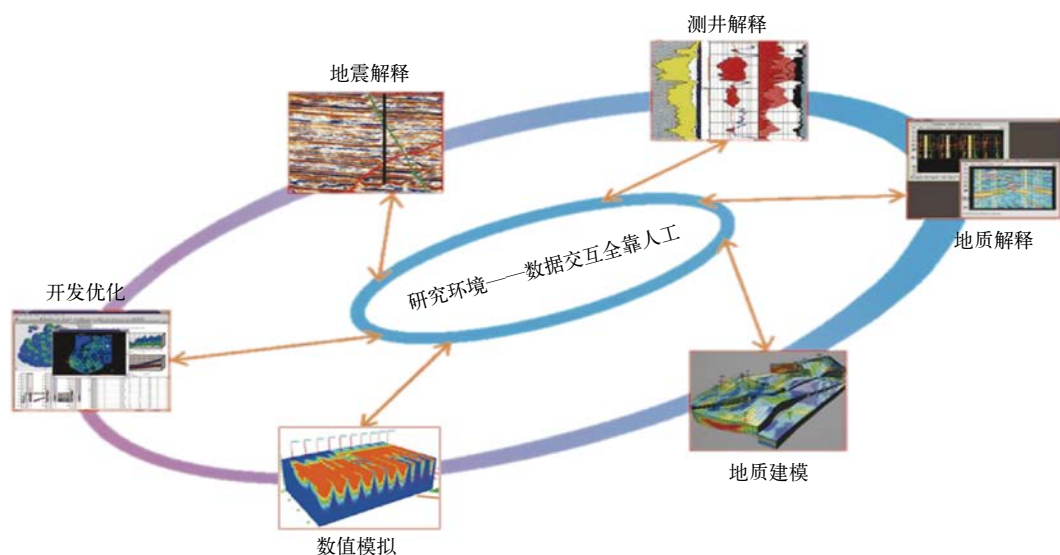 测井解释
地震解释
地质解释
研究环境——数据交互全靠人工
开发优化
地质建模
数值模拟